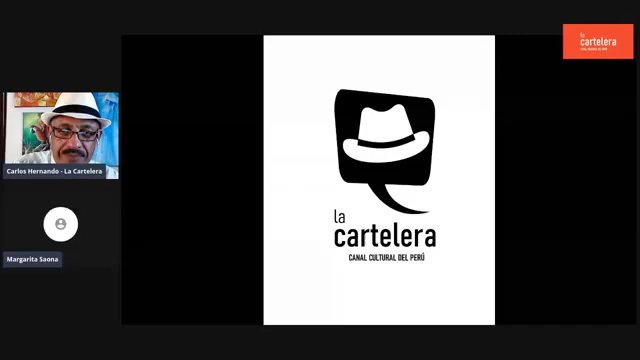 la
cartelera
Carlos Hernando - La Cartelera
Margarita Saona
la
cartelera
CANAL CULTURAL DEL PERÚ